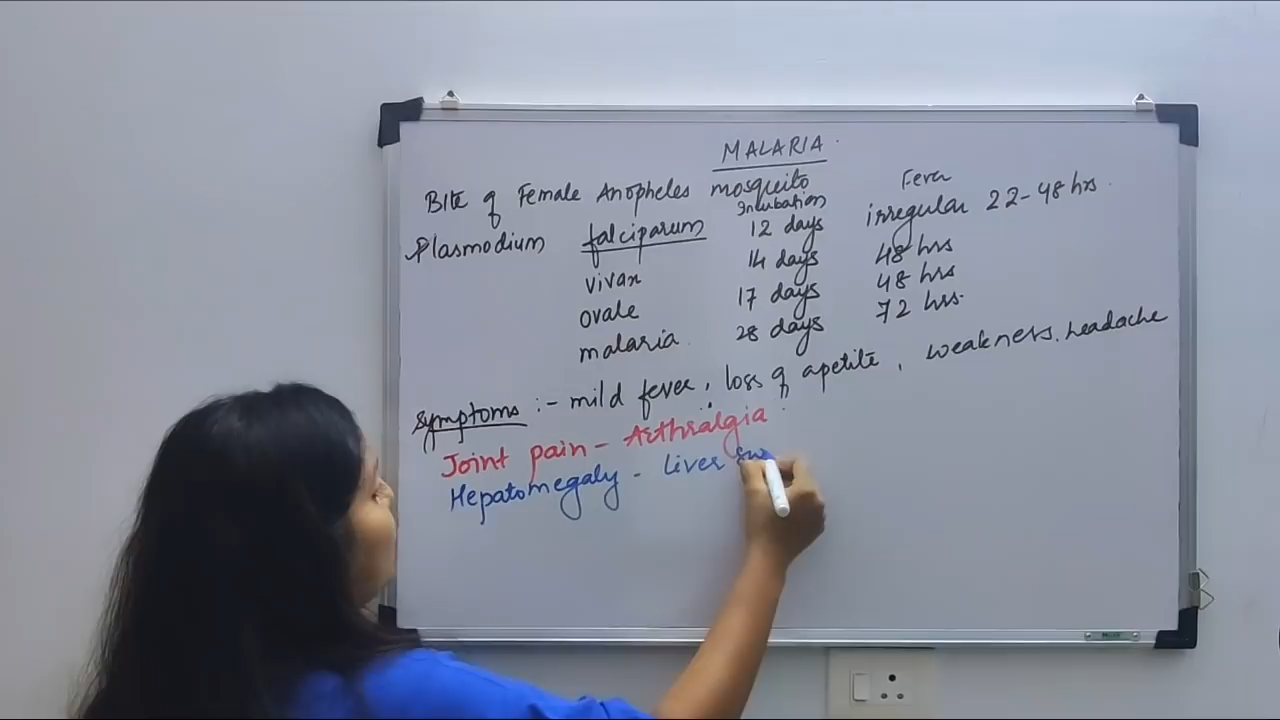 MALARIA
Bite of Female Anopheles mosquito
Incubation Fever
Plasmodium falciparum 12 days irregular 22-48 hrs.
vivax 14 days 48 hrs
ovale 17 days 48 hrs
malaria 28 days 72 hrs.
Symptoms :- mild fever, loss of apetite, weakness, headache
Joint pain - Arthralgia
Hepatomegaly - liver sw